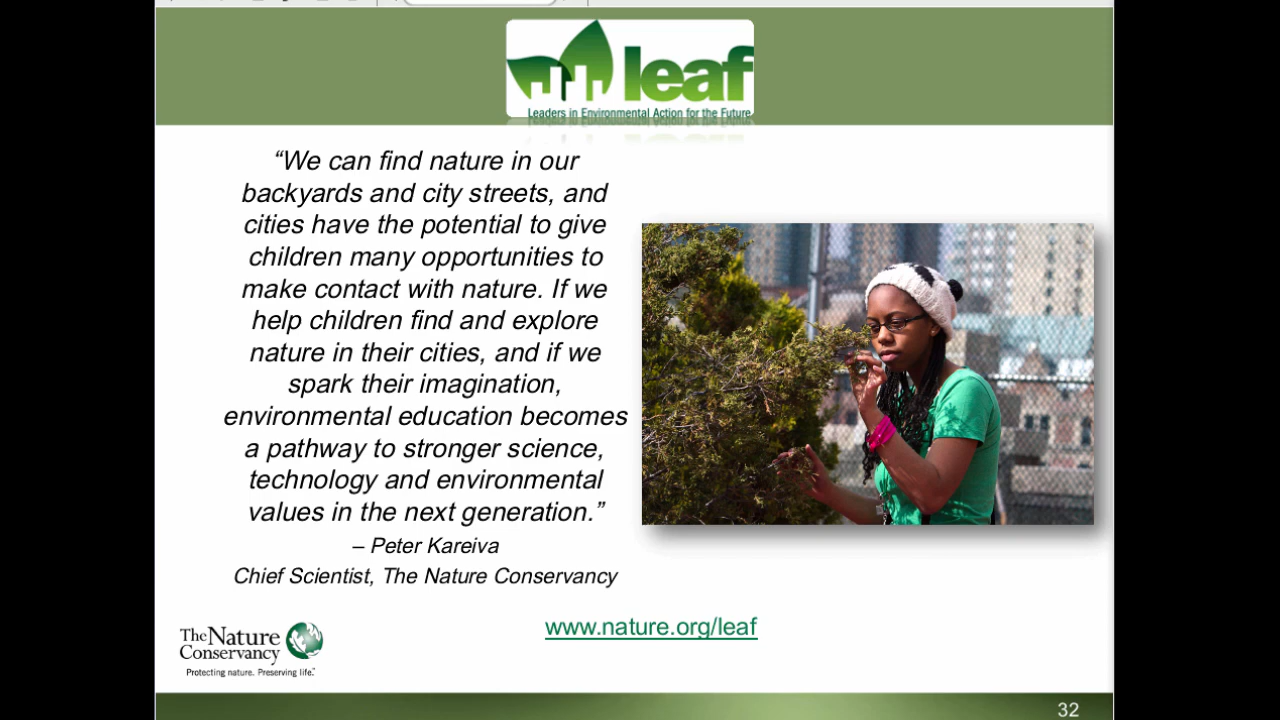 leaf
Leaders in Environmental Action for the Future
“We can find nature in our
backyards and city streets, and
cities have the potential to give
children many opportunities to
make contact with nature. If we
help children find and explore
nature in their cities, and if we
spark their imagination,
environmental education becomes
a pathway to stronger science,
technology and environmental
values in the next generation.”
– Peter Kareiva
Chief Scientist, The Nature Conservancy
www.nature.org/leaf
The Nature
Conservancy
Protecting nature. Preserving life.™
32